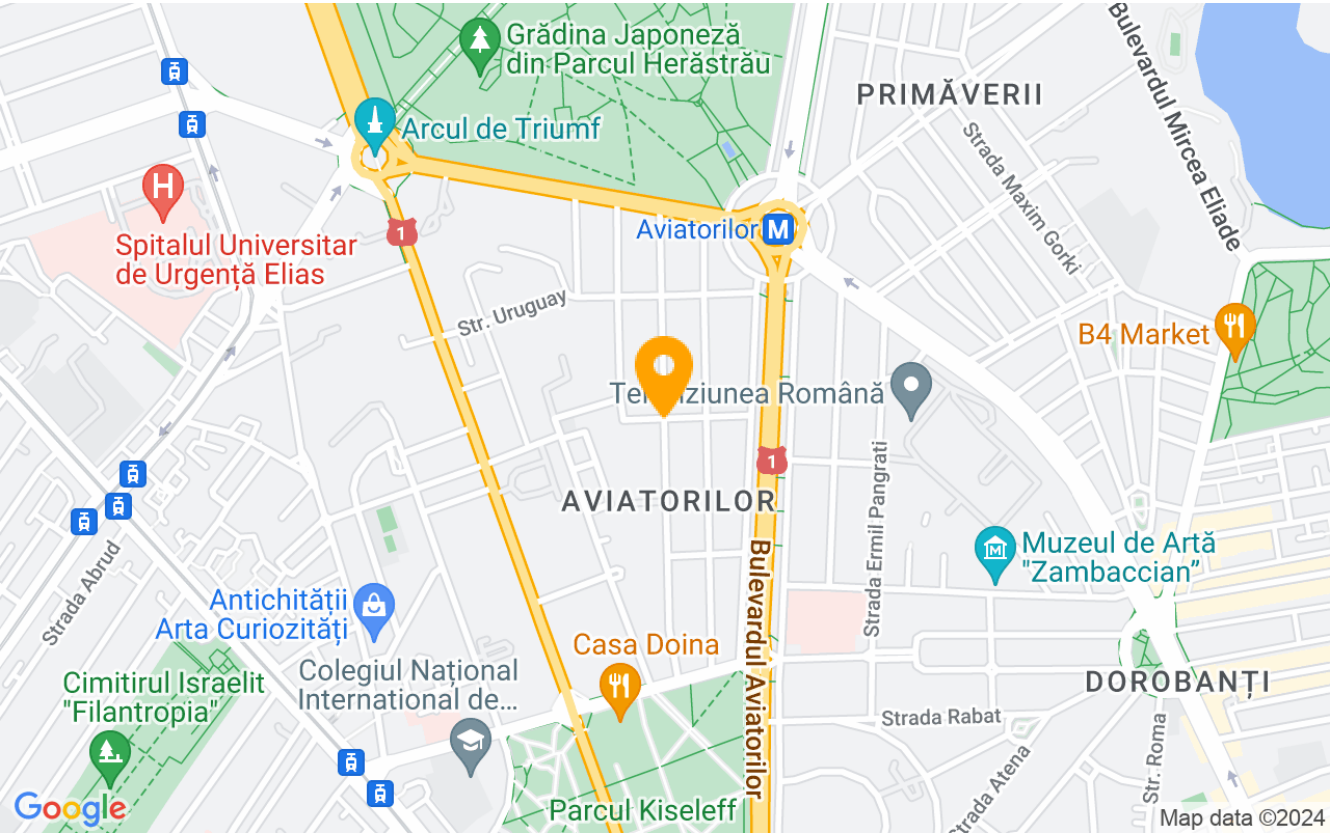 Grădina Japoneză
din Parcul Herăstrău
PRIMĂVERII
Bulevardul Mircea Eliade
Arcul de Triumf
Strada Maxim Gorki
H
Spitalul Universitar
de Urgență Elias
1
Aviatorilor
M
Str. Uruguay
B4 Market
Română
1
AVIATORILOR
Strada Ermil Pangrati
Muzeul de Artă
"Zambaccian”
Strada Abrud
Bulevardul Aviatorilor
Antichității
Arta Curiozități
Casa Doina
Colegiul Național
International de...
Cimitirul Israelit
"Filantropia"
DOROBANȚI
Strada Rabat
Str. Roma
Strada Atena
Parcul Kiseleff
Google
Map data ©2024